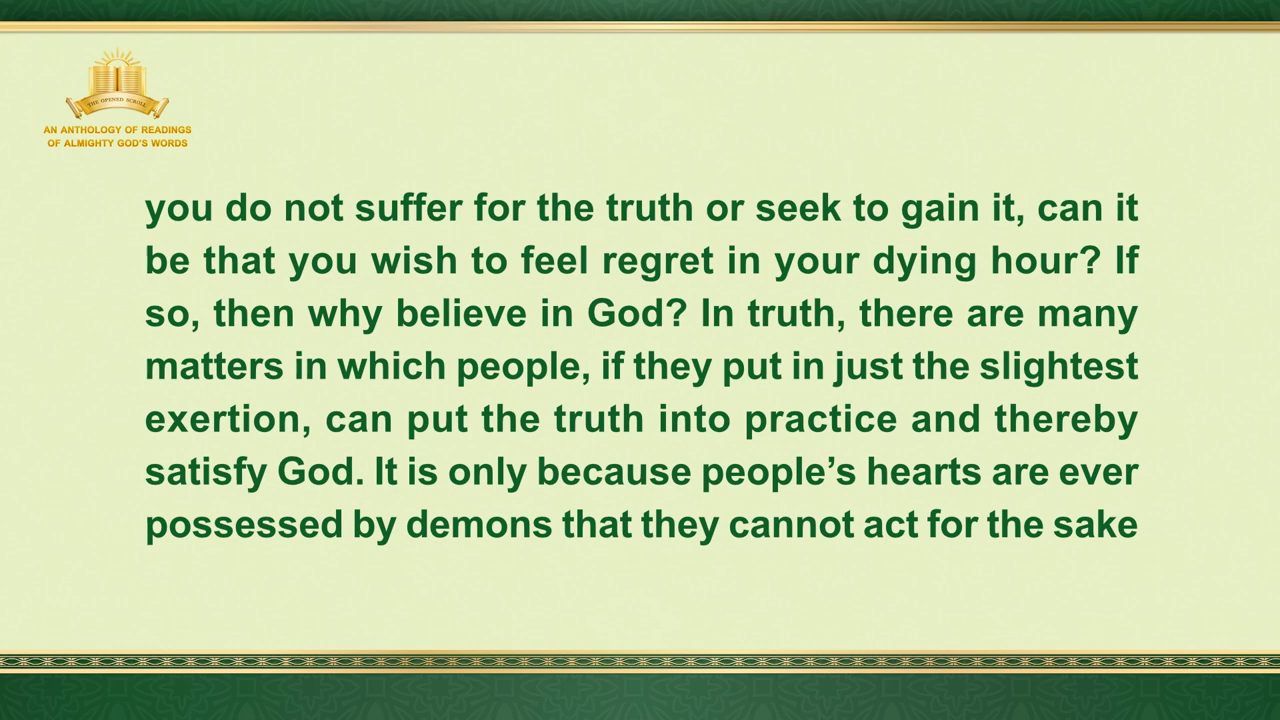 THE OPENED SCROLL
AN ANTHOLOGY OF READINGS
OF ALMIGHTY GOD'S WORDS
you do not suffer for the truth or seek to gain it, can it
be that you wish to feel regret in your dying hour? If
so, then why believe in God? In truth, there are many
matters in which people, if they put in just the slightest
exertion, can put the truth into practice and thereby
satisfy God. It is only because people’s hearts are ever
possessed by demons that they cannot act for the sake